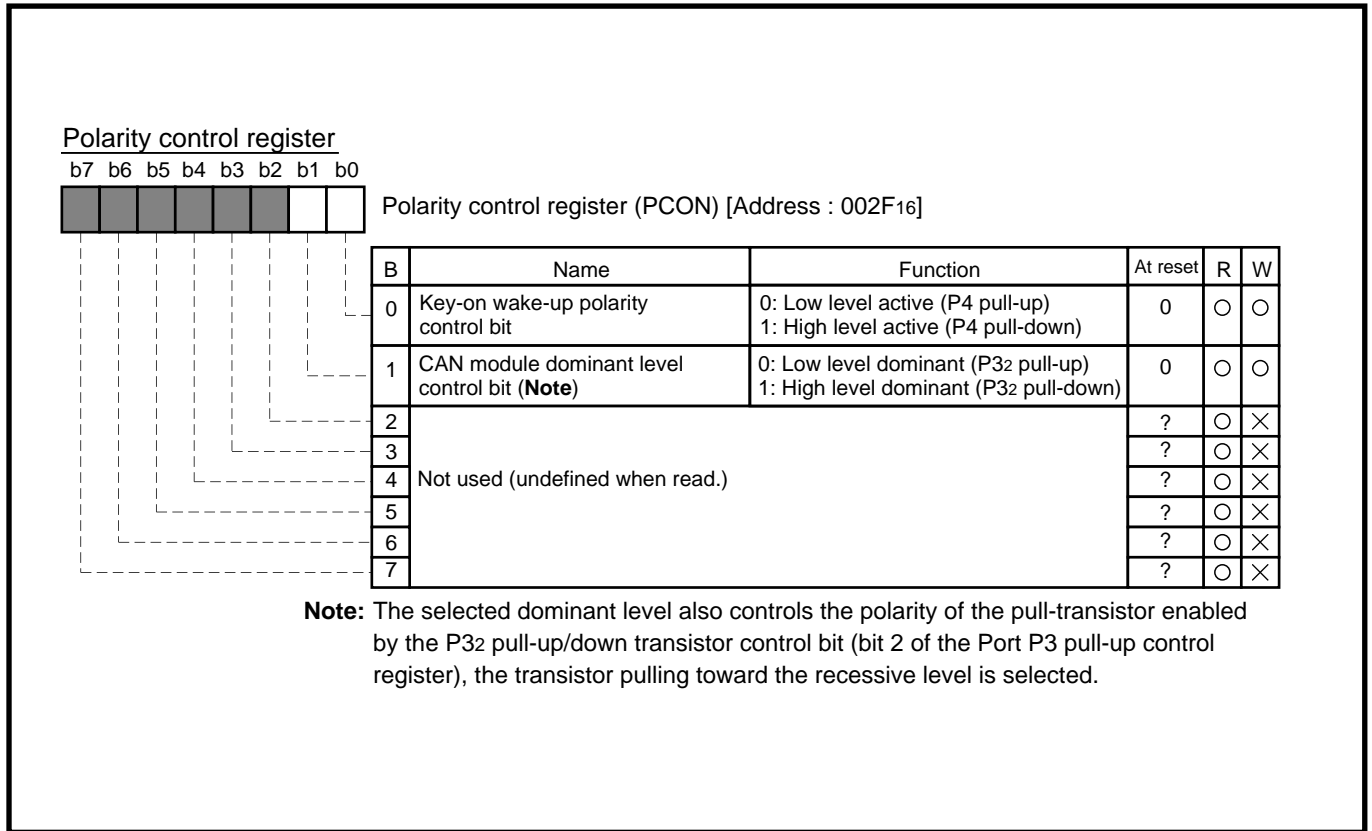 Polarity control register
b7 b6 b5 b4 b3 b2 b1 b0
Polarity control register (PCON) [Address : 002F16]
B Name Function At reset R W
0 Key-on wake-up polarity control bit 0: Low level active (P4 pull-up) 1: High level active (P4 pull-down) 0 ○ ○
1 CAN module dominant level control bit (Note) 0: Low level dominant (P32 pull-up) 1: High level dominant (P32 pull-down) 0 ○ ○
2 ? ○ ×
3 ? ○ ×
4 Not used (undefined when read.) ? ○ ×
5 ? ○ ×
6 ? ○ ×
7 ? ○ ×
Note: The selected dominant level also controls the polarity of the pull-transistor enabled
by the P32 pull-up/down transistor control bit (bit 2 of the Port P3 pull-up control
register), the transistor pulling toward the recessive level is selected.